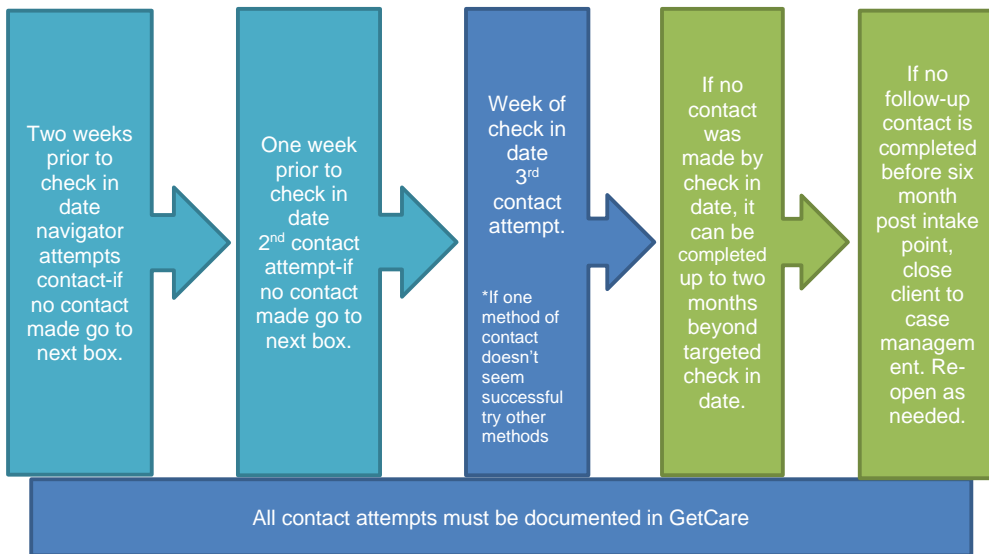 Two weeks
prior to
check in
date
navigator
attempts
contact-if
no contact
made go to
next box.
One week
prior to
check in
date
2nd contact
attempt-if
no contact
made go to
next box.
Week of
check in
date
3rd
contact
attempt.
*If one
method of
contact
doesn't
seem
successful
try other
methods
If no
contact
was
made by
check in
date, it
can be
completed
up to two
months
beyond
targeted
check in
date.
If no
follow-up
contact is
completed
before six
month
post intake
point,
close
client to
case
managem
ent. Re-
open as
needed.
All contact attempts must be documented in GetCare